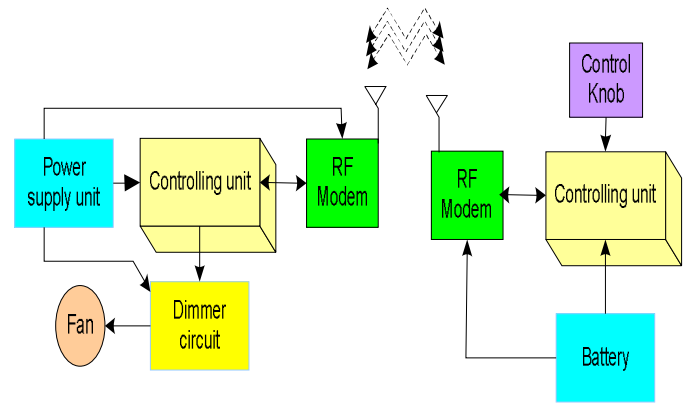 Control
Knob
Power
supply unit
Controlling unit
RF
Modem
RF
Modem
Controlling unit
Fan
Dimmer
circuit
Battery